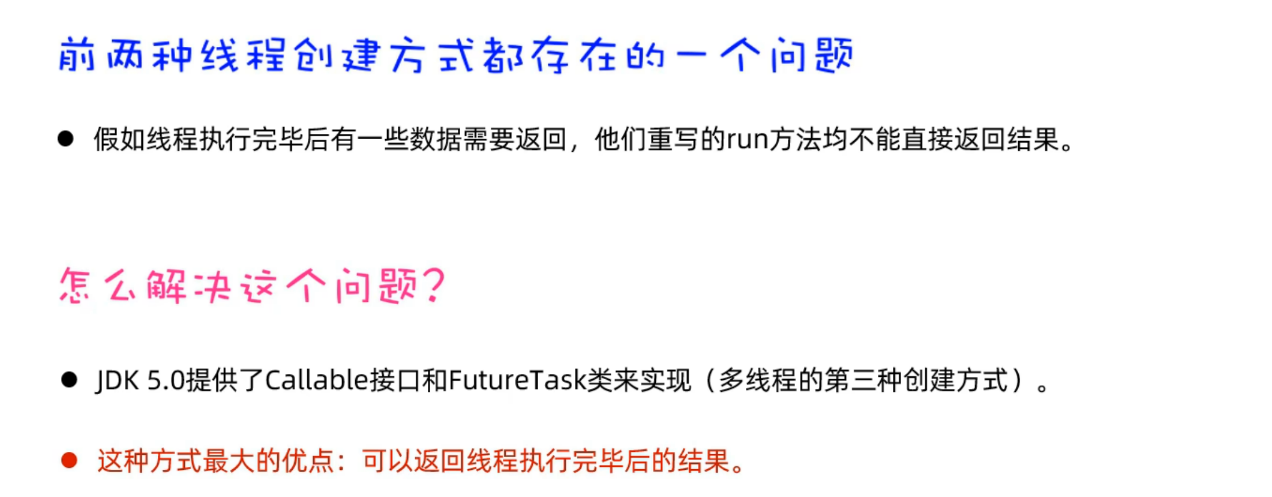 前两种线程创建方式都存在的一个问题
● 假如线程执行完毕后有一些数据需要返回，他们重写的run方法均不能直接返回结果。
怎么解决这个问题？
● JDK 5.0提供了Callable接口和FutureTask类来实现（多线程的第三种创建方式）。
● 这种方式最大的优点：可以返回线程执行完毕后的结果。